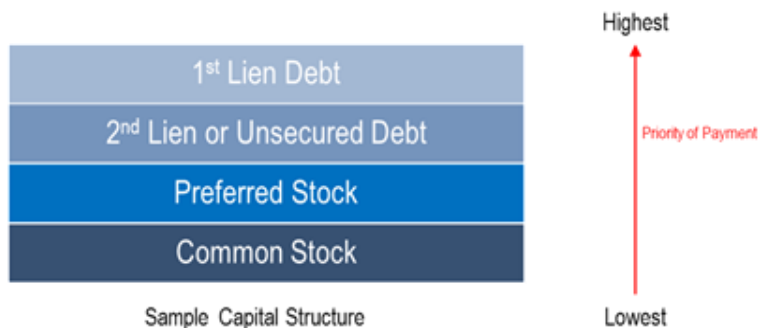 Highest
1st Lien Debt
2nd Lien or Unsecured Debt
Priority of Payment
Preferred Stock
Common Stock
Sample Capital Structure
Lowest